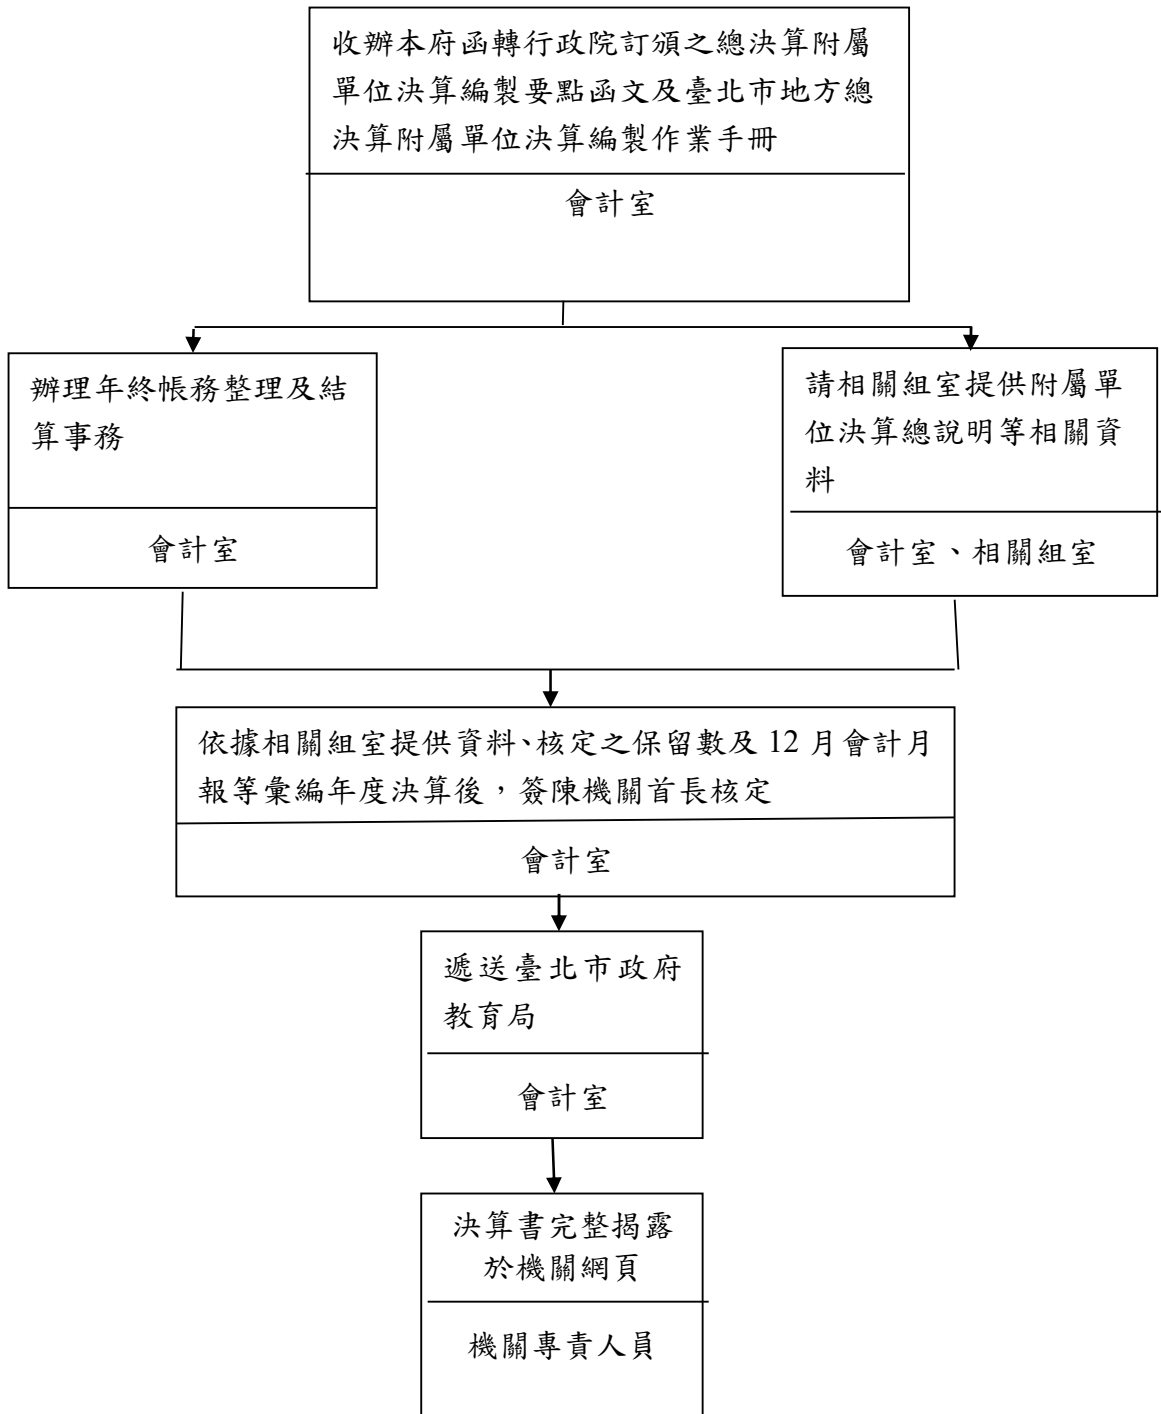 收辦本府函轉行政院訂頒之總決算附屬
單位決算編製要點函文及臺北市地方總
決算附屬單位決算編製作業手冊
會計室
辦理年終帳務整理及結
算事務
會計室
請相關組室提供附屬單
位決算總說明等相關資
料
會計室、相關組室
依據相關組室提供資料、核定之保留數及 12 月會計月
報等彙編年度決算後，簽陳機關首長核定
會計室
遞送臺北市政府
教育局
會計室
決算書完整揭露
於機關網頁
機關專責人員